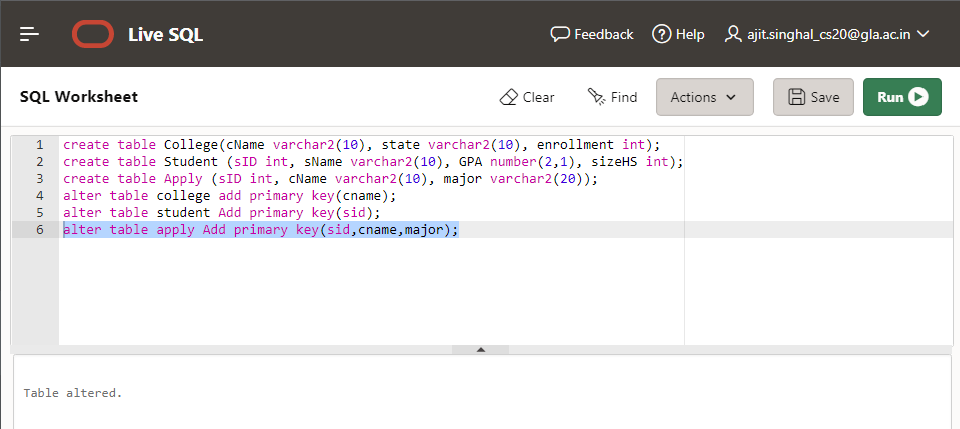 Live SQL
Feedback
Help
ajit.singhal_cs20@gla.ac.in
SQL Worksheet
Clear
Find
Actions
Save
Run
1 create table College(cName varchar2(10), state varchar2(10), enrollment int);
2 create table Student (sID int, sName varchar2(10), GPA number(2,1), sizeHS int);
3 create table Apply (sID int, cName varchar2(10), major varchar2(20));
4 alter table college add primary key(cname);
5 alter table student Add primary key(sid);
6 alter table apply Add primary key(sid,cname,major);
Table altered.